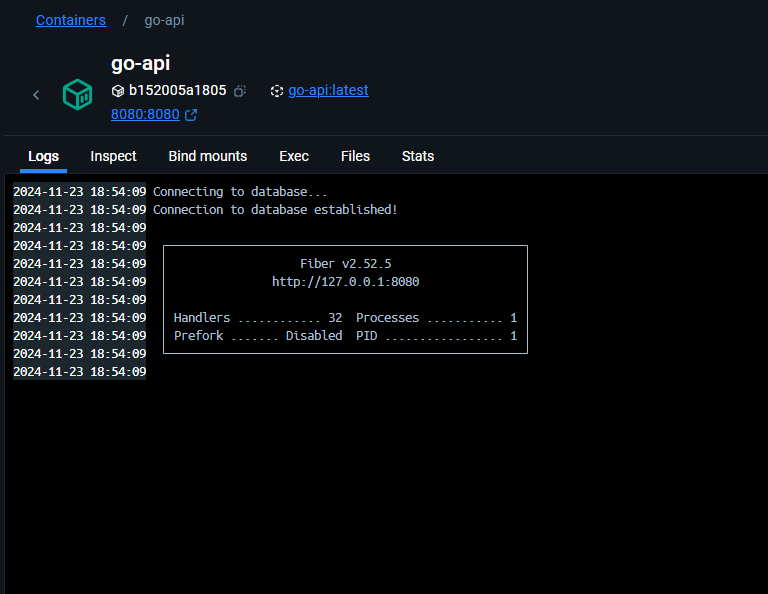 Containers / go-api
go-api
b152005a1805 go-api:latest
8080:8080
Logs Inspect Bind mounts Exec Files Stats
2024-11-23 18:54:09 Connecting to database...
2024-11-23 18:54:09 Connection to database established!
2024-11-23 18:54:09
2024-11-23 18:54:09
2024-11-23 18:54:09 Fiber v2.52.5
2024-11-23 18:54:09 http://127.0.0.1:8080
2024-11-23 18:54:09
2024-11-23 18:54:09 Handlers ............ 32 Processes ........... 1
2024-11-23 18:54:09 Prefork ....... Disabled PID ................. 1
2024-11-23 18:54:09
2024-11-23 18:54:09